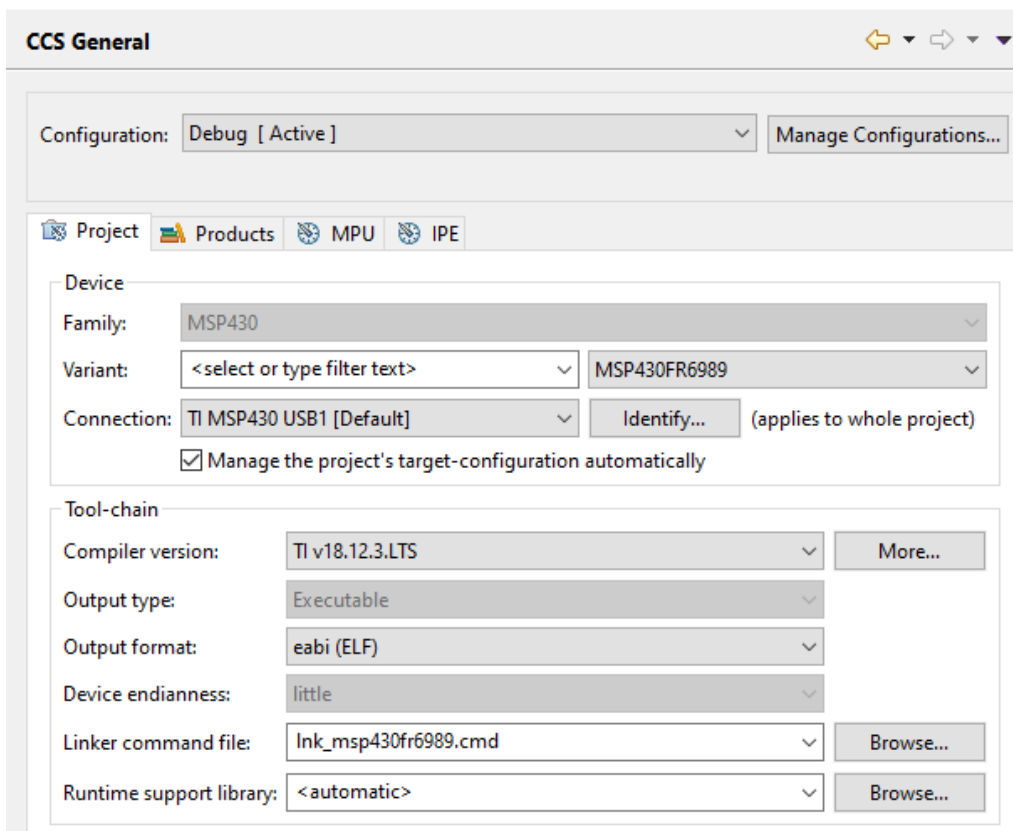 CCS General
Configuration: Debug [ Active ] Manage Configurations...
Project Products MPU IPE
Device
Family: MSP430
Variant: <select or type filter text> MSP430FR6989
Connection: TI MSP430 USB1 [Default] Identify... (applies to whole project)
Manage the project's target-configuration automatically
Tool-chain
Compiler version: TI v18.12.3.LTS More...
Output type: Executable
Output format: eabi (ELF)
Device endianness: little
Linker command file: lnk_msp430fr6989.cmd Browse...
Runtime support library: <automatic> Browse...